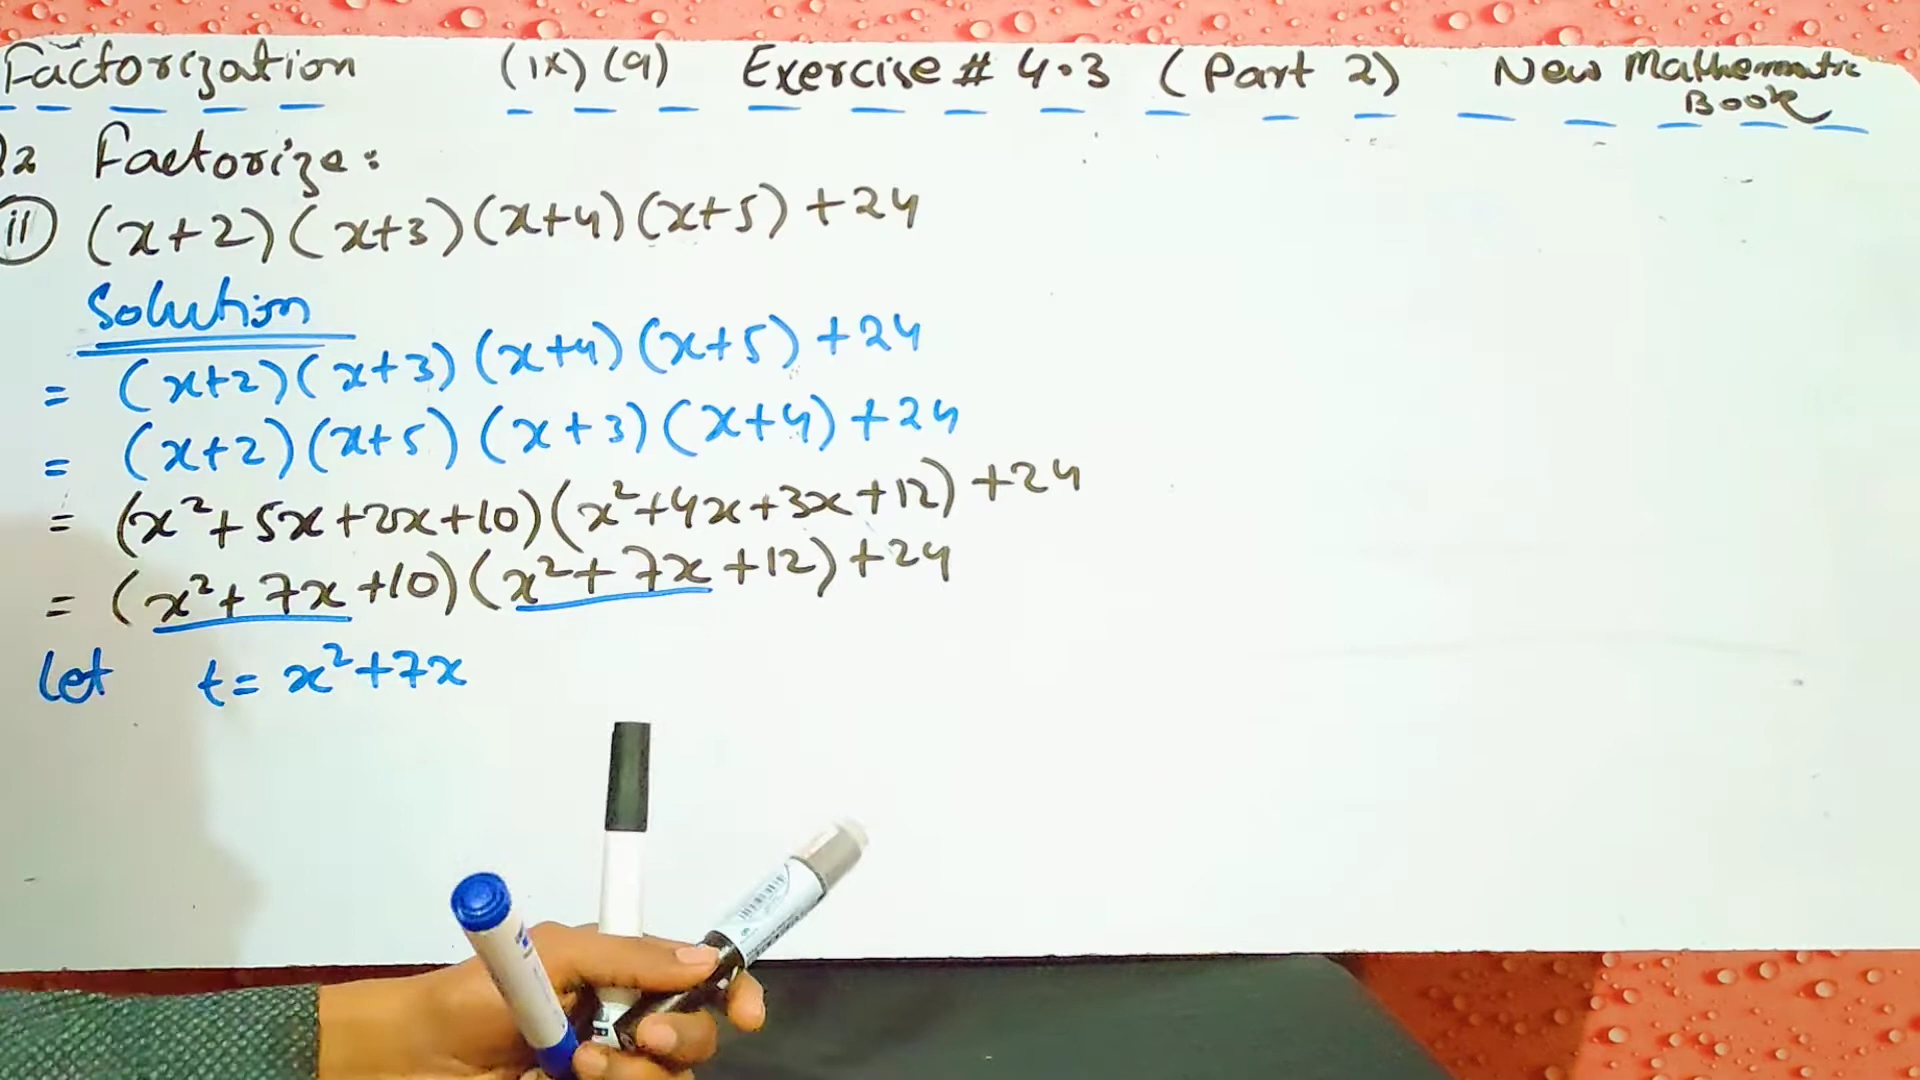 Factorization (IX) (9) Exercise # 4.3 (Part 2) New Mathematic Book
Q2 Factorize:
(ii) (x+2)(x+3)(x+4)(x+5)+24
Solution
= (x+2)(x+3)(x+4)(x+5)+24
= (x+2)(x+5)(x+3)(x+4)+24
= (x²+5x+2x+10)(x²+4x+3x+12)+24
= (x²+7x+10)(x²+7x+12)+24
Let t= x²+7x